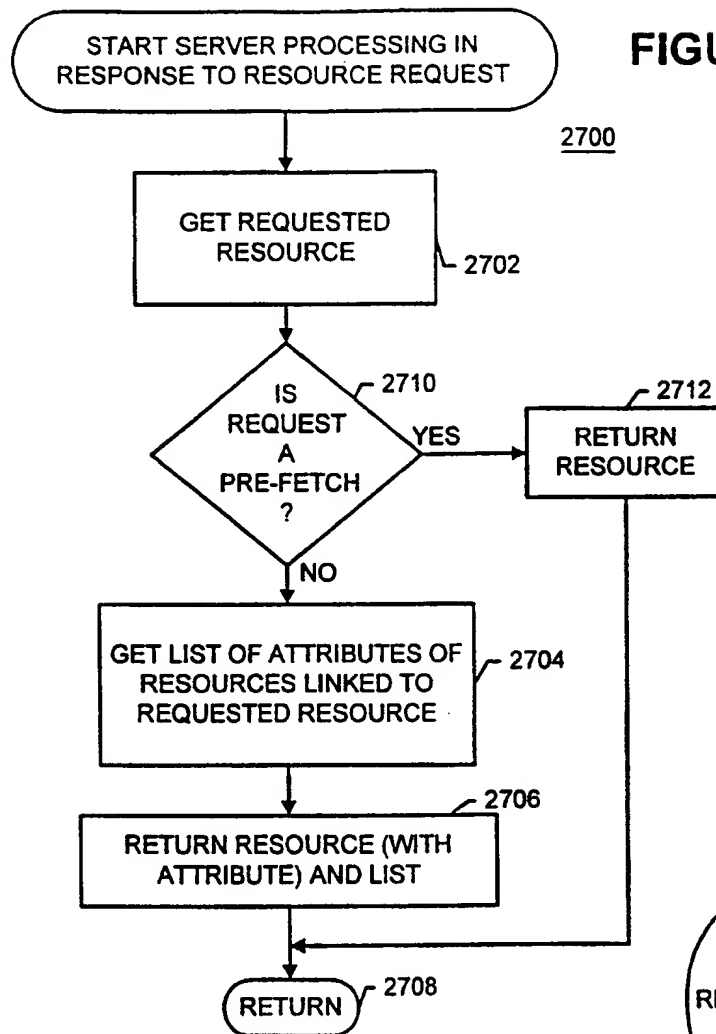 START SERVER PROCESSING IN
RESPONSE TO RESOURCE REQUEST
2700
GET REQUESTED
RESOURCE
2702
IS
REQUEST
A
PRE-FETCH
?
2710
YES
2712
RETURN
RESOURCE
NO
GET LIST OF ATTRIBUTES OF
RESOURCES LINKED TO
REQUESTED RESOURCE
2704
2706
RETURN RESOURCE (WITH
ATTRIBUTE) AND LIST
RETURN
2708